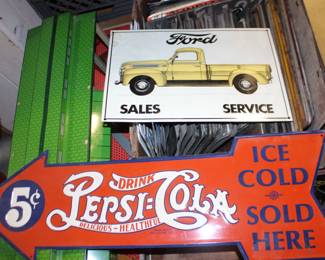 Ford
SALES SERVICE
5¢
DRINK
PEPSI=COLA
DELICIOUS - HEALTHFUL
ICE
COLD
SOLD
HERE